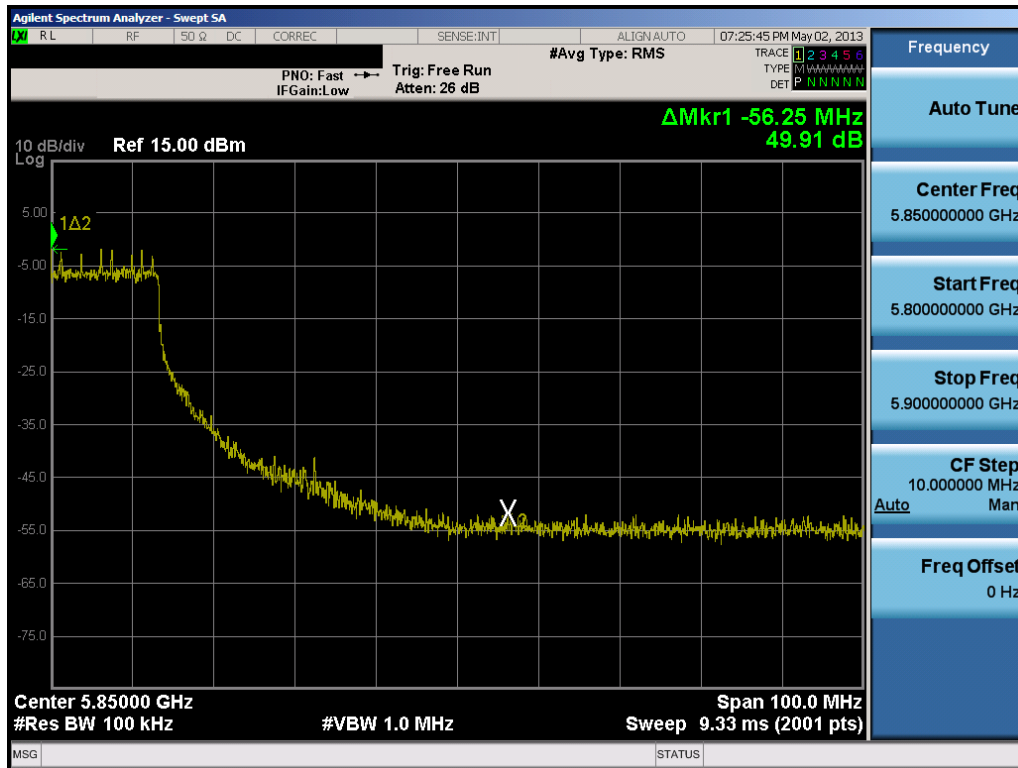 Agilent Spectrum Analyzer - Swept SA
LXI RL RF 50 Ω DC CORREC SENSE:INT ALIGN AUTO 07:25:45 PM May 02, 2013
PNO: Fast
IFGain:Low
Trig: Free Run
Atten: 26 dB
#Avg Type: RMS
TRACE 1 2 3 4 5 6
TYPE M
DET P N N N N N
ΔMkr1 -56.25 MHz
49.91 dB
10 dB/div Ref 15.00 dBm
Log
5.00
1Δ2
-5.00
-15.0
-25.0
-35.0
-45.0
X2
-55.0
-65.0
-75.0
Center 5.85000 GHz Span 100.0 MHz
#Res BW 100 kHz #VBW 1.0 MHz Sweep 9.33 ms (2001 pts)
MSG STATUS
Frequency
Auto Tune
Center Freq
5.850000000 GHz
Start Freq
5.800000000 GHz
Stop Freq
5.900000000 GHz
CF Step
10.000000 MHz
Auto Man
Freq Offset
0 Hz